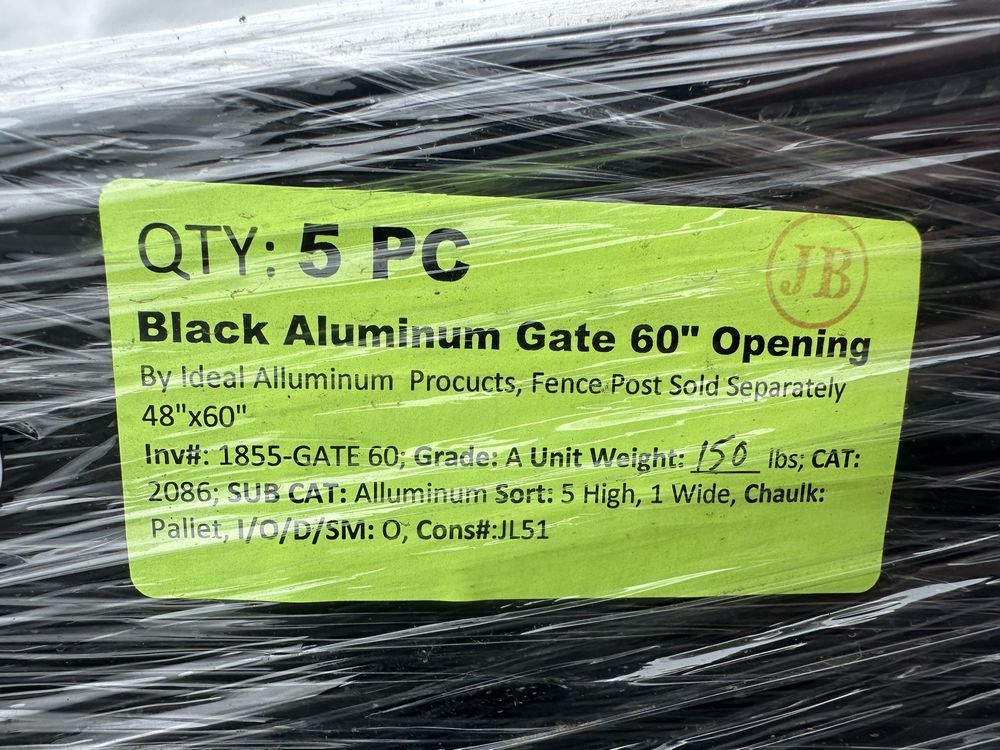 QTY: 5 PC
JB
Black Aluminum Gate 60" Opening
By Ideal Alluminum Procucts, Fence Post Sold Separately
48"x60"
Inv#: 1855-GATE 60; Grade: A Unit Weight: 150 lbs; CAT:
2086; SUB CAT: Alluminum Sort: 5 High, 1 Wide, Chaulk:
Pallet, I/O/D/SM: O, Cons#:JL51